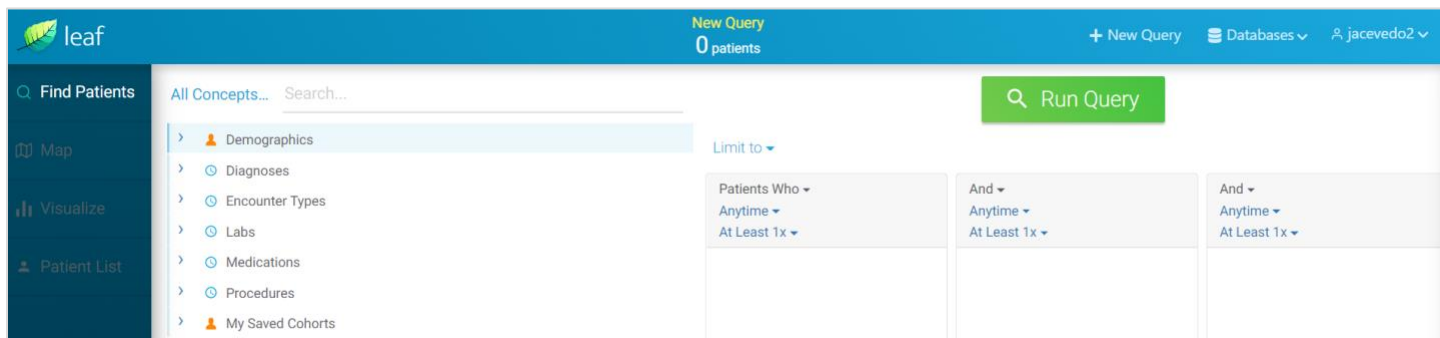 leaf
New Query
0 patients
+ New Query
Databases
jacevedo2
Find Patients
Map
Visualize
Patient List
All Concepts...
Search...
Demographics
Diagnoses
Encounter Types
Labs
Medications
Procedures
My Saved Cohorts
Run Query
Limit to
Patients Who
Anytime
At Least 1x
And
Anytime
At Least 1x
And
Anytime
At Least 1x